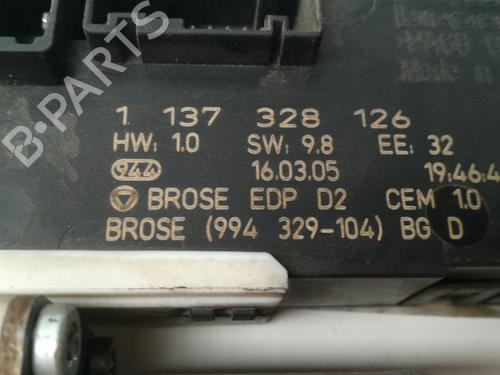 Made in
1 137 328 126
HW: 1.0 SW: 9.8 EE: 32
944 16.03.05 19:46:4
BROSE EDP D2 CEM 1.0
BROSE (994 329-104) BG D
B-PARTS